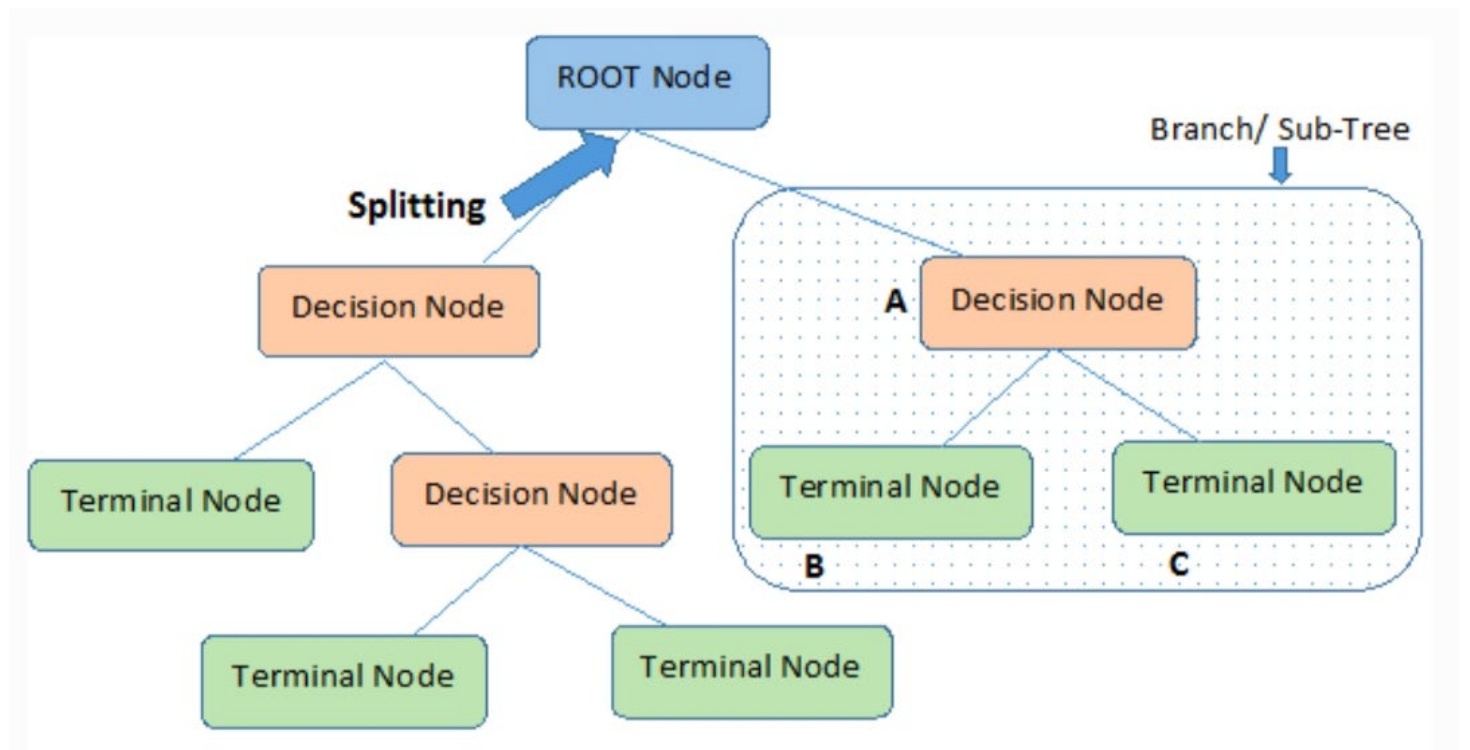 ROOT Node
Branch/ Sub-Tree
Splitting
Decision Node
A
Decision Node
Terminal Node
Decision Node
Terminal Node
Terminal Node
B
C
Terminal Node
Terminal Node